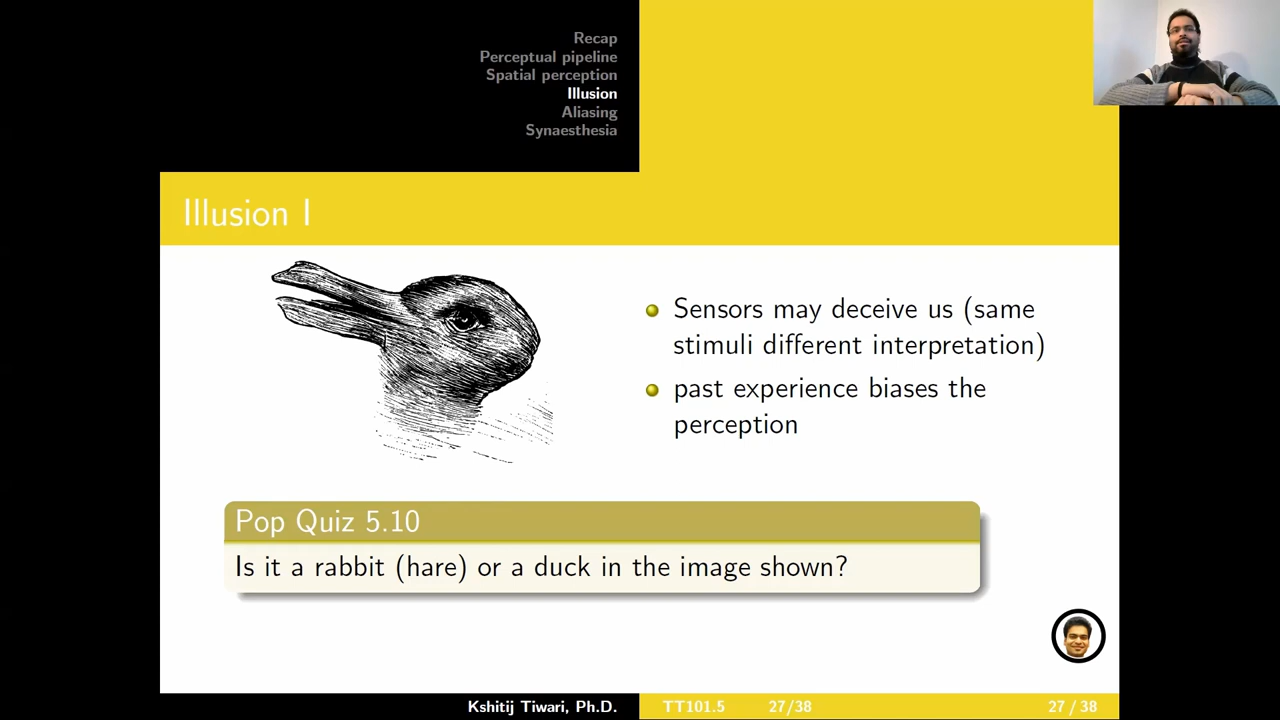 Recap
Perceptual pipeline
Spatial perception
Illusion
Aliasing
Synaesthesia
Illusion I
Sensors may deceive us (same
stimuli different interpretation)
past experience biases the
perception
Pop Quiz 5.10
Is it a rabbit (hare) or a duck in the image shown?
Kshitij Tiwari, Ph.D. TT101.5 27/38 27 / 38